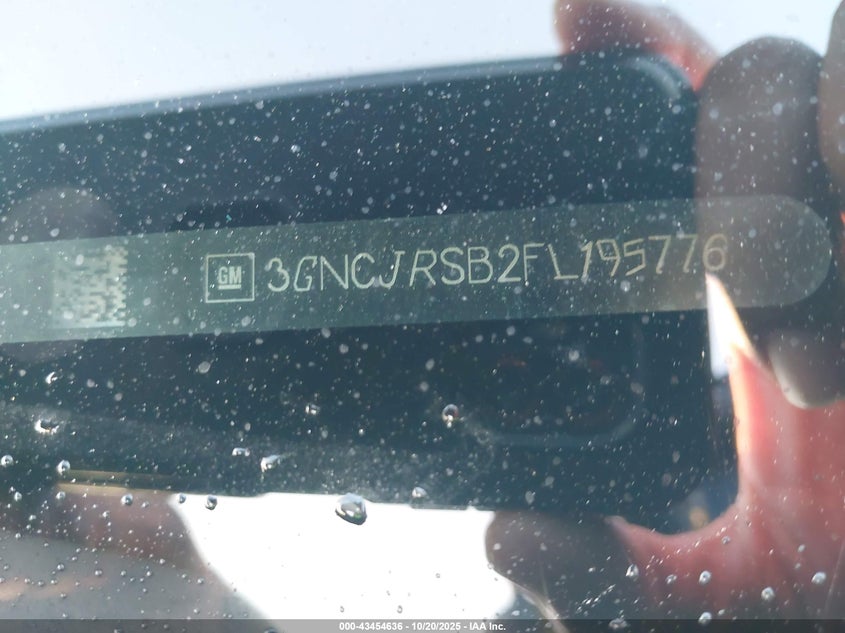 GM 3GNCJRSB2FL195776
000-43454636 - 10/20/2025 - IAA Inc.